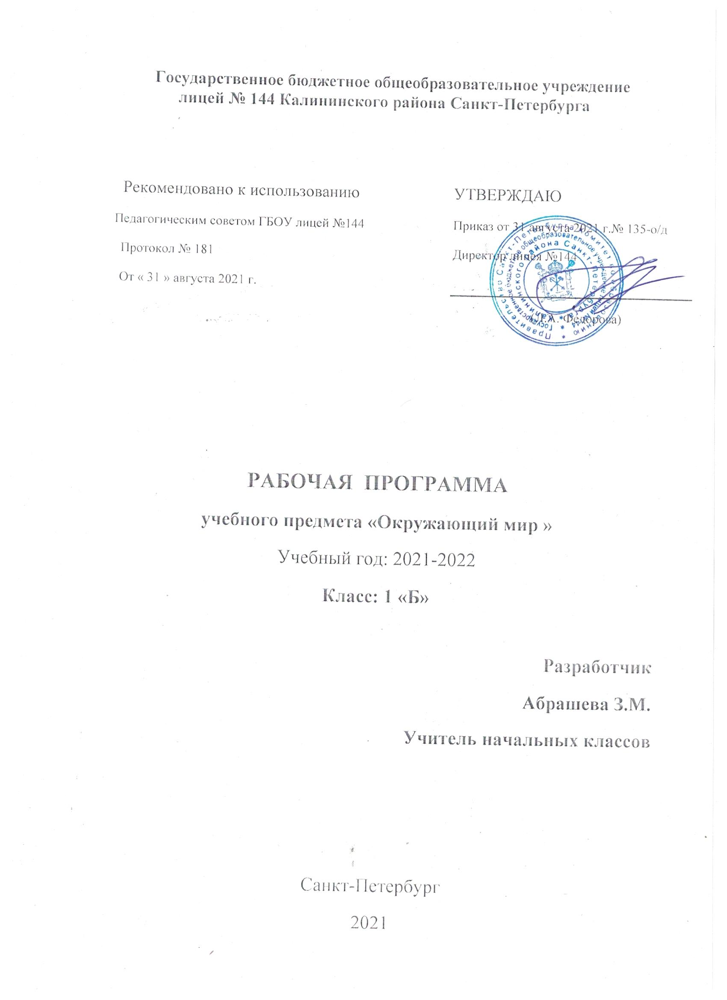 Государственное бюджетное общеобразовательное учреждение
лицей № 144 Калининского района Санкт-Петербурга
Рекомендовано к использованию
Педагогическим советом ГБОУ лицей №144
Протокол № 181
От « 31 » августа 2021 г.
УТВЕРЖДАЮ
Приказ от 31 августа 2021 г.№ 135-о/д
Директор лицея №144
Федорова)
Правительство Санкт-Петербурга * Комитет по образованию *
Государственное бюджетное общеобразовательное учреждение лицей №144 *
Калининского района Санкт-Петербурга *
РАБОЧАЯ ПРОГРАММА
учебного предмета «Окружающий мир »
Учебный год: 2021-2022
Класс: 1 «Б»
Разработчик
Абрашева З.М.
Учитель начальных классов
Санкт-Петербург
2021